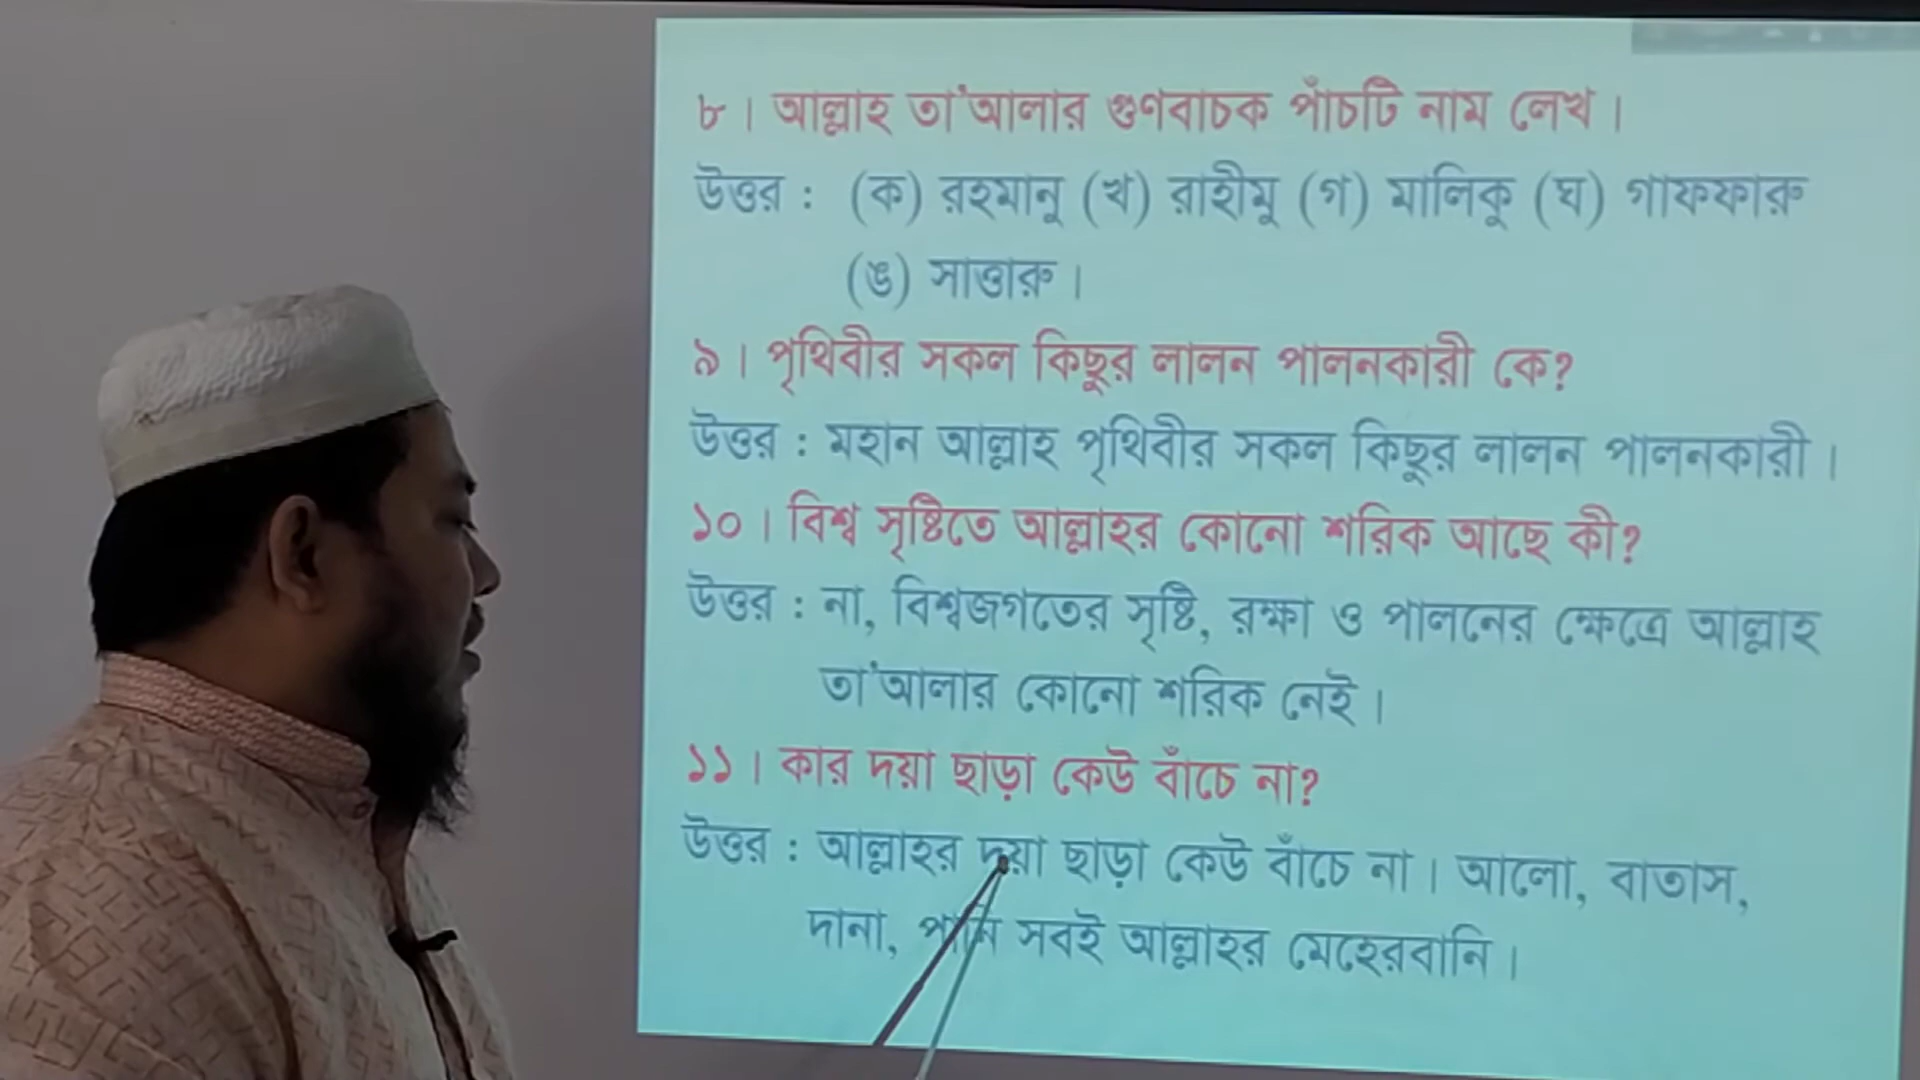 ৮। আল্লাহ তা'আলার গুণবাচক পাঁচটি নাম লেখ।
উত্তর : (ক) রহমানু (খ) রাহীমু (গ) মালিকু (ঘ) গাফফারু
(ঙ) সাত্তারু।
৯। পৃথিবীর সকল কিছুর লালন পালনকারী কে?
উত্তর : মহান আল্লাহ পৃথিবীর সকল কিছুর লালন পালনকারী।
১০। বিশ্ব সৃষ্টিতে আল্লাহর কোনো শরিক আছে কী?
উত্তর : না, বিশ্বজগতের সৃষ্টি, রক্ষা ও পালনের ক্ষেত্রে আল্লাহ
তা'আলার কোনো শরিক নেই।
১১। কার দয়া ছাড়া কেউ বাঁচে না?
উত্তর : আল্লাহর দয়া ছাড়া কেউ বাঁচে না। আলো, বাতাস,
দানা, পানি সবই আল্লাহর মেহেরবানি।